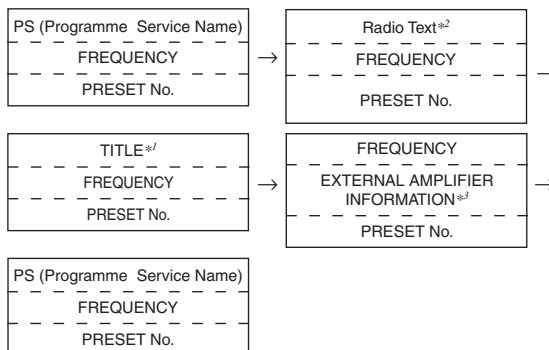 PS (Programme Service Name)
FREQUENCY
PRESET No.
→
Radio Text*2
FREQUENCY
PRESET No.
TITLE*1
FREQUENCY
PRESET No.
→
FREQUENCY
EXTERNAL AMPLIFIER
INFORMATION*3
PRESET No.
→
PS (Programme Service Name)
FREQUENCY
PRESET No.